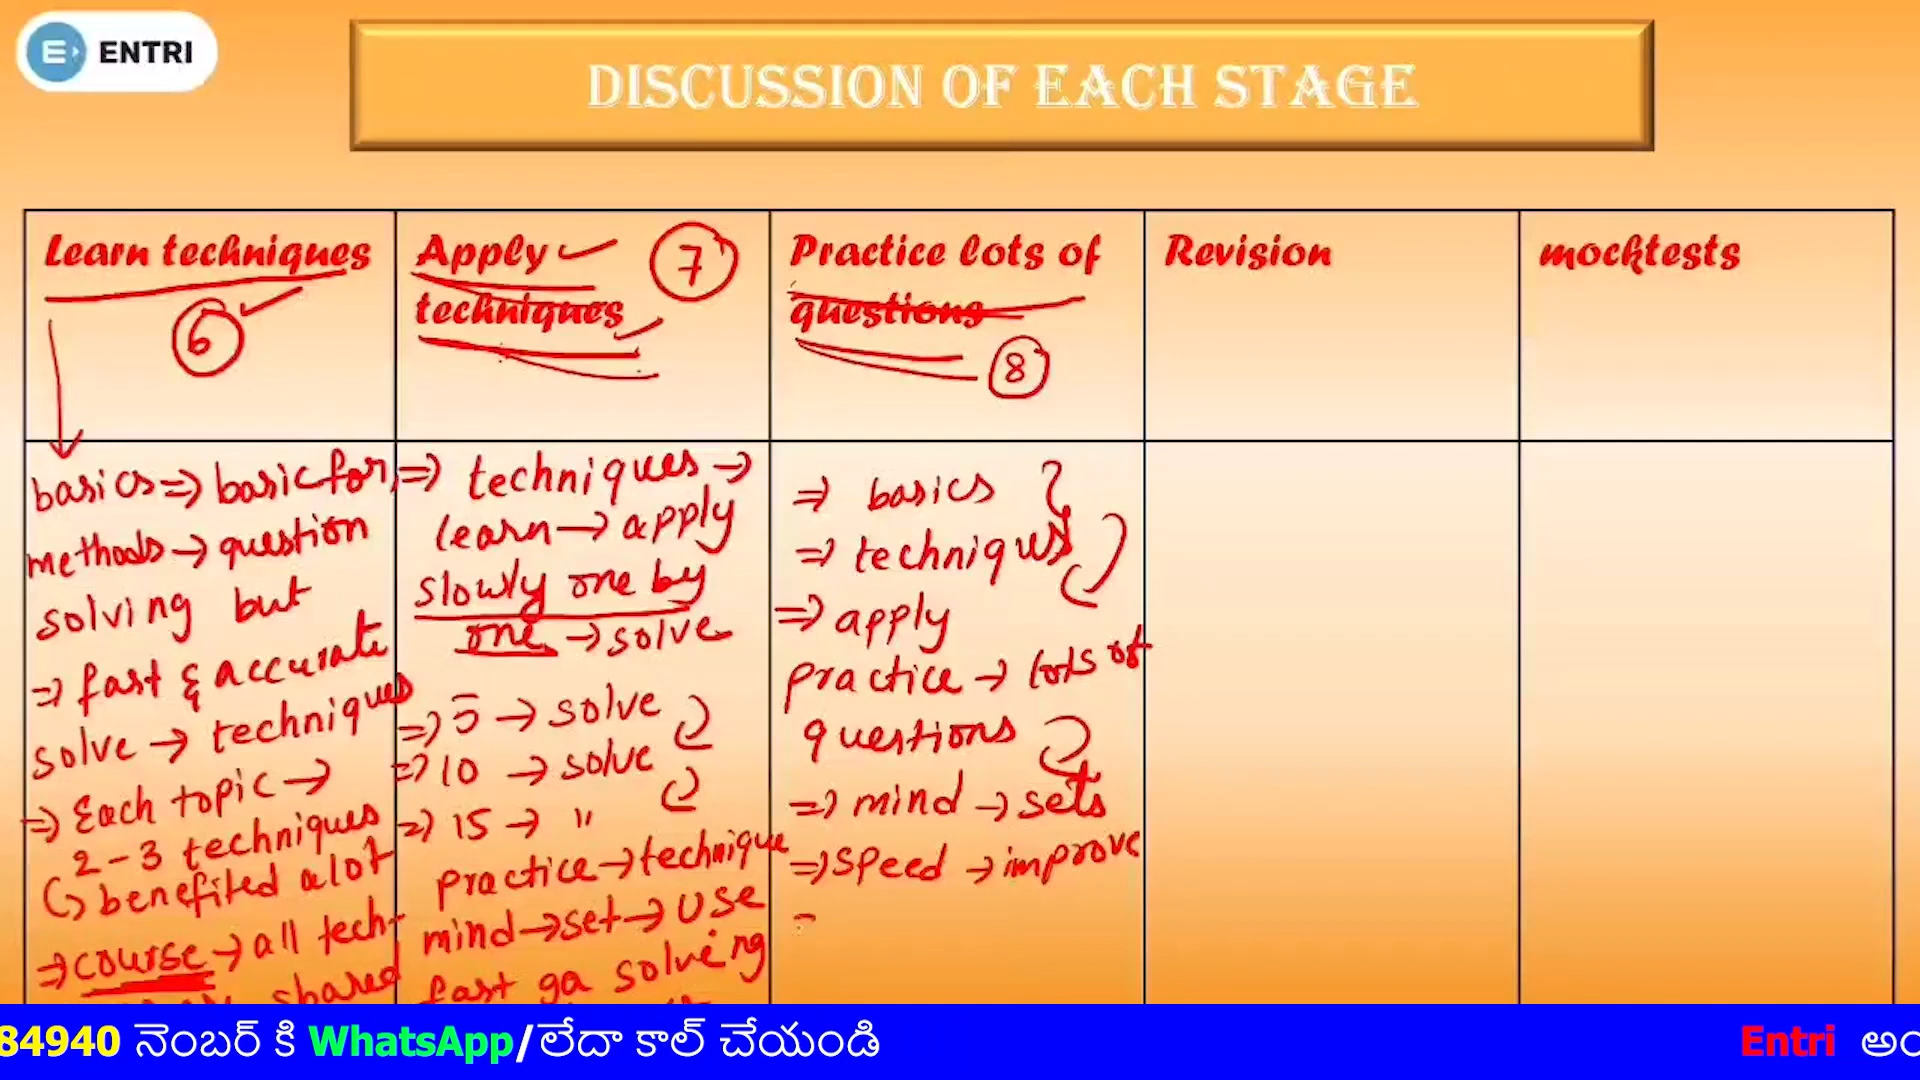 ENTRI
DISCUSSION OF EACH STAGE
Learn techniques
6
Apply
techniques
7
Practice lots of
questions
8
Revision
mocktests
basics => basic for,
methods → question
solving but
=> fast & accurate
solve → techniques
=> Each topic →
2-3 techniques
benefited alot
=> course → all tech-
shared
=> techniques →
learn → apply
slowly one by
one → solve
=> 5 → solve
=> 10 → solve
=> 15 → "
practice → technique
mind → set → use
fast ga solving
=> basics
=> techniques
=> apply
practice → lots of
questions
=> mind → sets
=> speed → improve
84940 నెంబర్ కి WhatsApp/లేదా కాల్ చేయండి
Entri